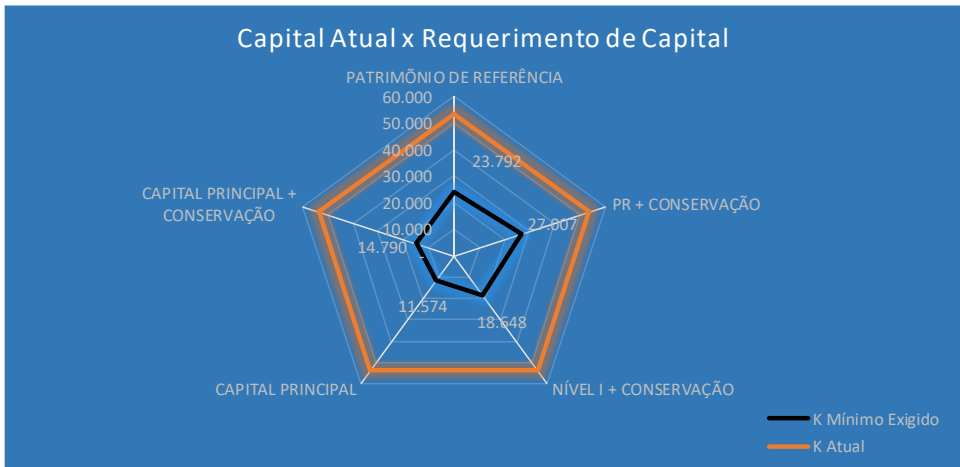 Capital Atual x Requerimento de Capital
PATRIMÕNIO DE REFERÊNCIA
60.000
50.000
40.000
30.000
20.000
10.000
-
23.792
PR + CONSERVAÇÃO
27.007
CAPITAL PRINCIPAL +
CONSERVAÇÃO
14.790
11.574
18.648
CAPITAL PRINCIPAL
NÍVEL I + CONSERVAÇÃO
K Mínimo Exigido
K Atual